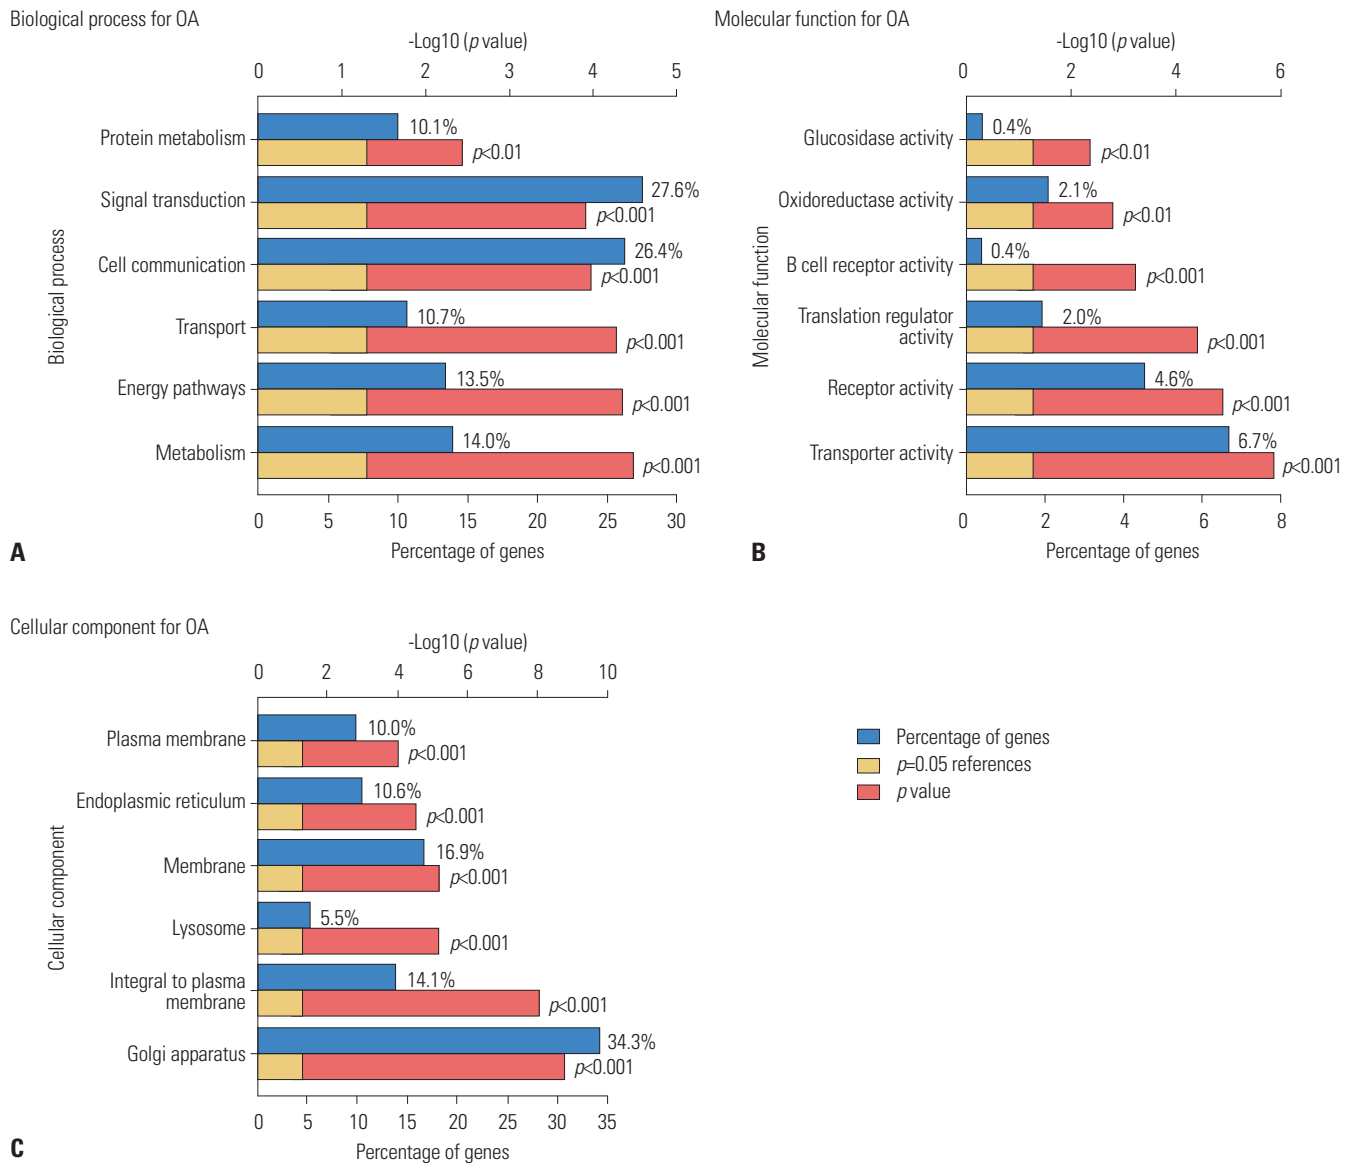 Biological process for OA
-Log10 (p value)
0 1 2 3 4 5
Biological process
Protein metabolism
10.1%
p<0.01
Signal transduction
27.6%
p<0.001
Cell communication
26.4%
p<0.001
Transport
10.7%
p<0.001
Energy pathways
13.5%
p<0.001
Metabolism
14.0%
p<0.001
0 5 10 15 20 25 30
Percentage of genes
A
Molecular function for OA
-Log10 (p value)
0 2 4 6
Molecular function
Glucosidase activity
0.4%
p<0.01
Oxidoreductase activity
2.1%
p<0.01
B cell receptor activity
0.4%
p<0.001
Translation regulator
activity
2.0%
p<0.001
Receptor activity
4.6%
p<0.001
Transporter activity
6.7%
p<0.001
0 2 4 6 8
Percentage of genes
B
Cellular component for OA
-Log10 (p value)
0 2 4 6 8 10
Cellular component
Plasma membrane
10.0%
p<0.001
Endoplasmic reticulum
10.6%
p<0.001
Membrane
16.9%
p<0.001
Lysosome
5.5%
p<0.001
Integral to plasma
membrane
14.1%
p<0.001
Golgi apparatus
34.3%
p<0.001
0 5 10 15 20 25 30 35
Percentage of genes
C
Percentage of genes
p=0.05 references
p value